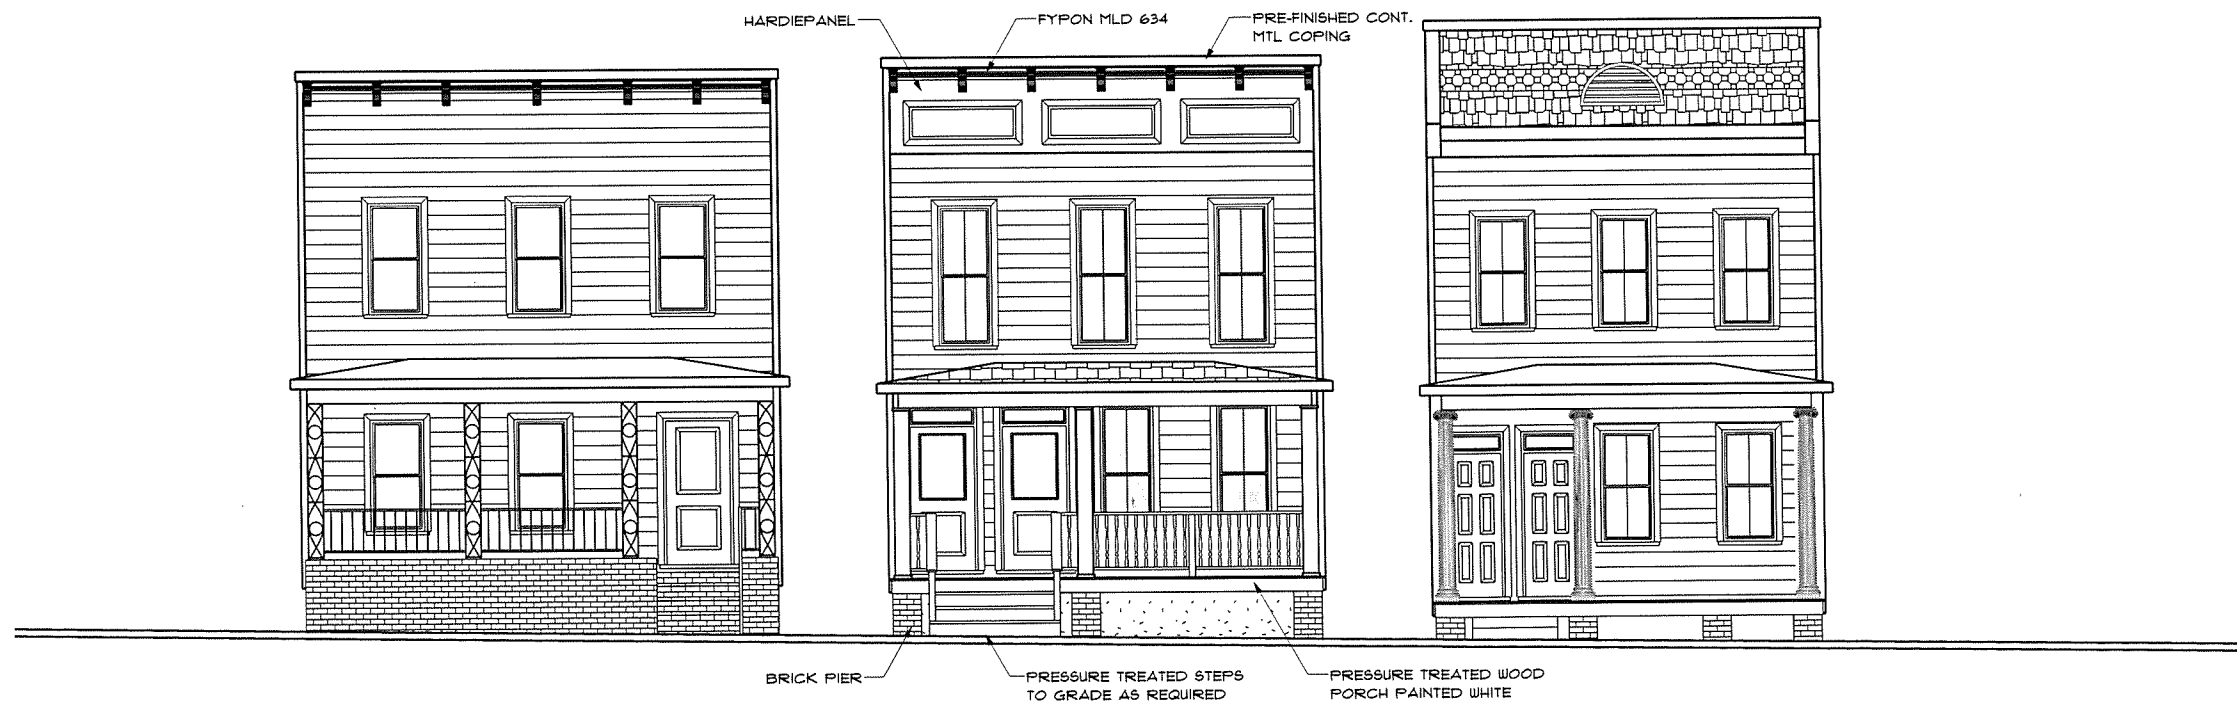 HARDIEPANEL
FYPON MLD 634
PRE-FINISHED CONT.
MTL COPING
BRICK PIER
PRESSURE TREATED STEPS
TO GRADE AS REQUIRED
PRESSURE TREATED WOOD
PORCH PAINTED WHITE